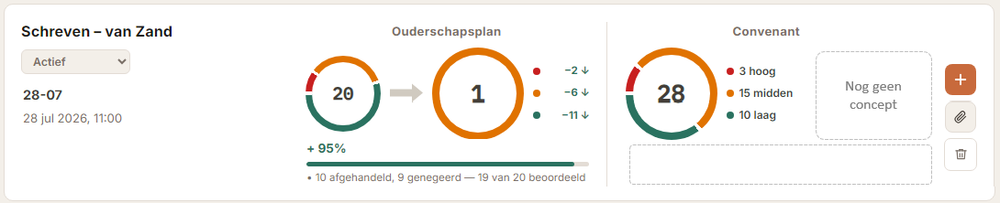 Schreven – van Zand
Actief
28-07
28 jul 2026, 11:00
Ouderschapsplan
20
1
−2 ↓
−6 ↓
−11 ↓
+ 95%
• 10 afgehandeld, 9 genegeerd — 19 van 20 beoordeeld
Convenant
28
3 hoog
15 midden
10 laag
Nog geen
concept